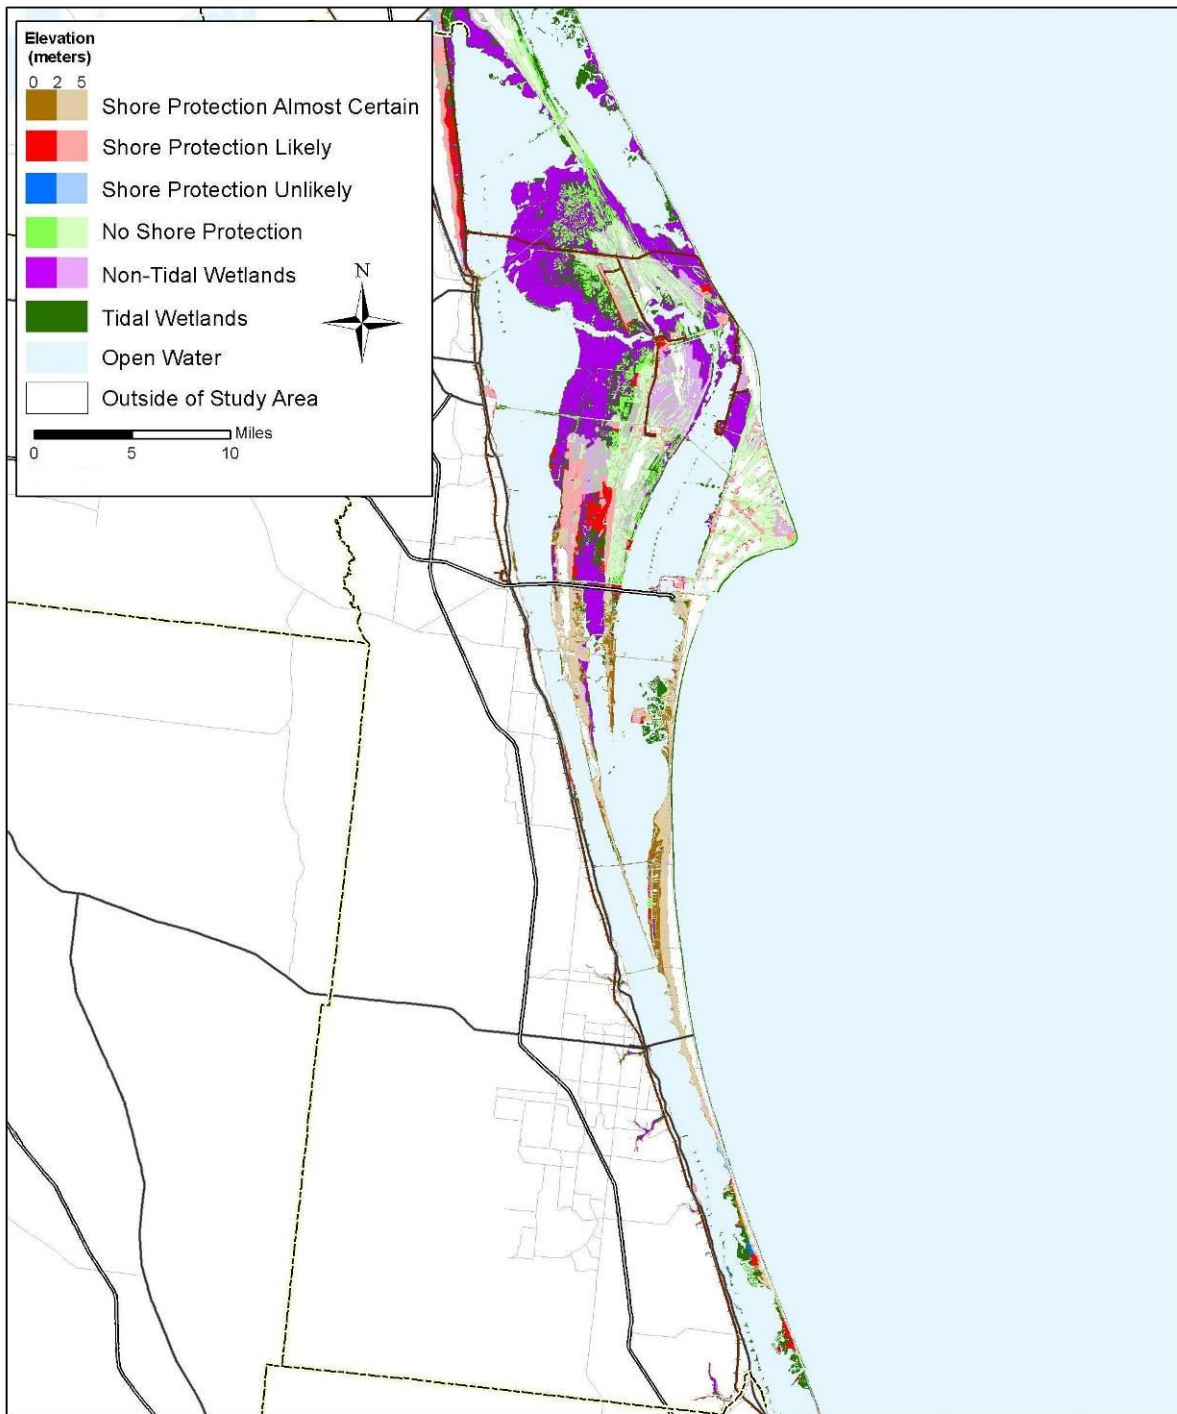 Elevation
(meters)
0 2 5
Shore Protection Almost Certain
Shore Protection Likely
Shore Protection Unlikely
No Shore Protection
Non-Tidal Wetlands
N
Tidal Wetlands
Open Water
Outside of Study Area
Miles
0 5 10